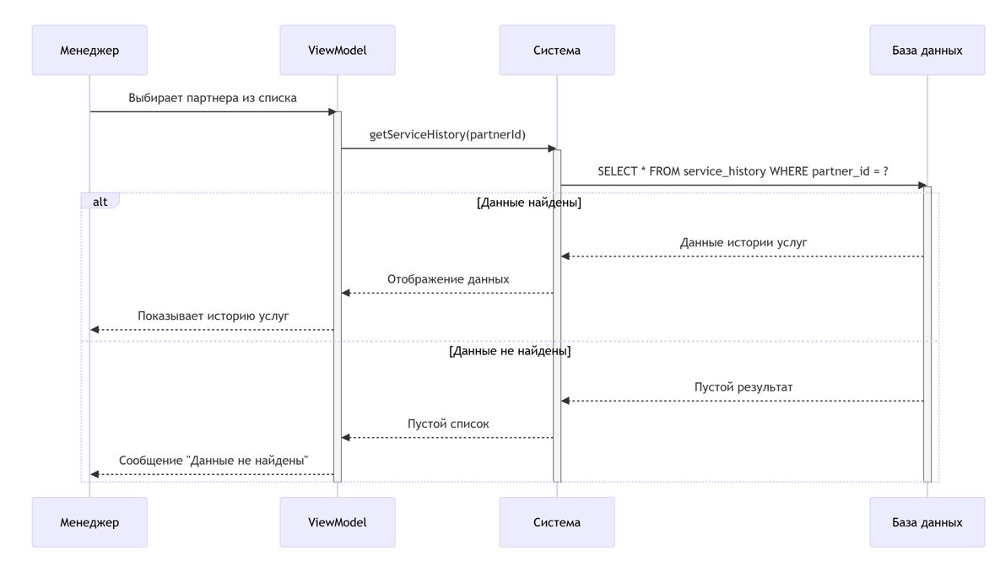 Менеджер
ViewModel
Система
База данных
Выбирает партнера из списка
getServiceHistory(partnerId)
SELECT * FROM service_history WHERE partner_id = ?
alt
[Данные найдены]
Данные истории услуг
Отображение данных
Показывает историю услуг
[Данные не найдены]
Пустой результат
Пустой список
Сообщение "Данные не найдены"
Менеджер
ViewModel
Система
База данных